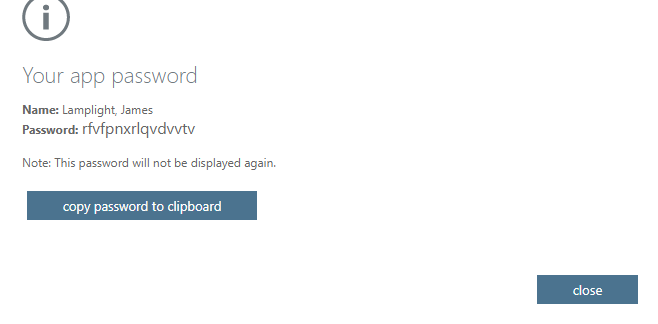 Your app password
Name: Lamplight, James
Password: rfvfpnxrlqvdvvtv
Note: This password will not be displayed again.
copy password to clipboard
close